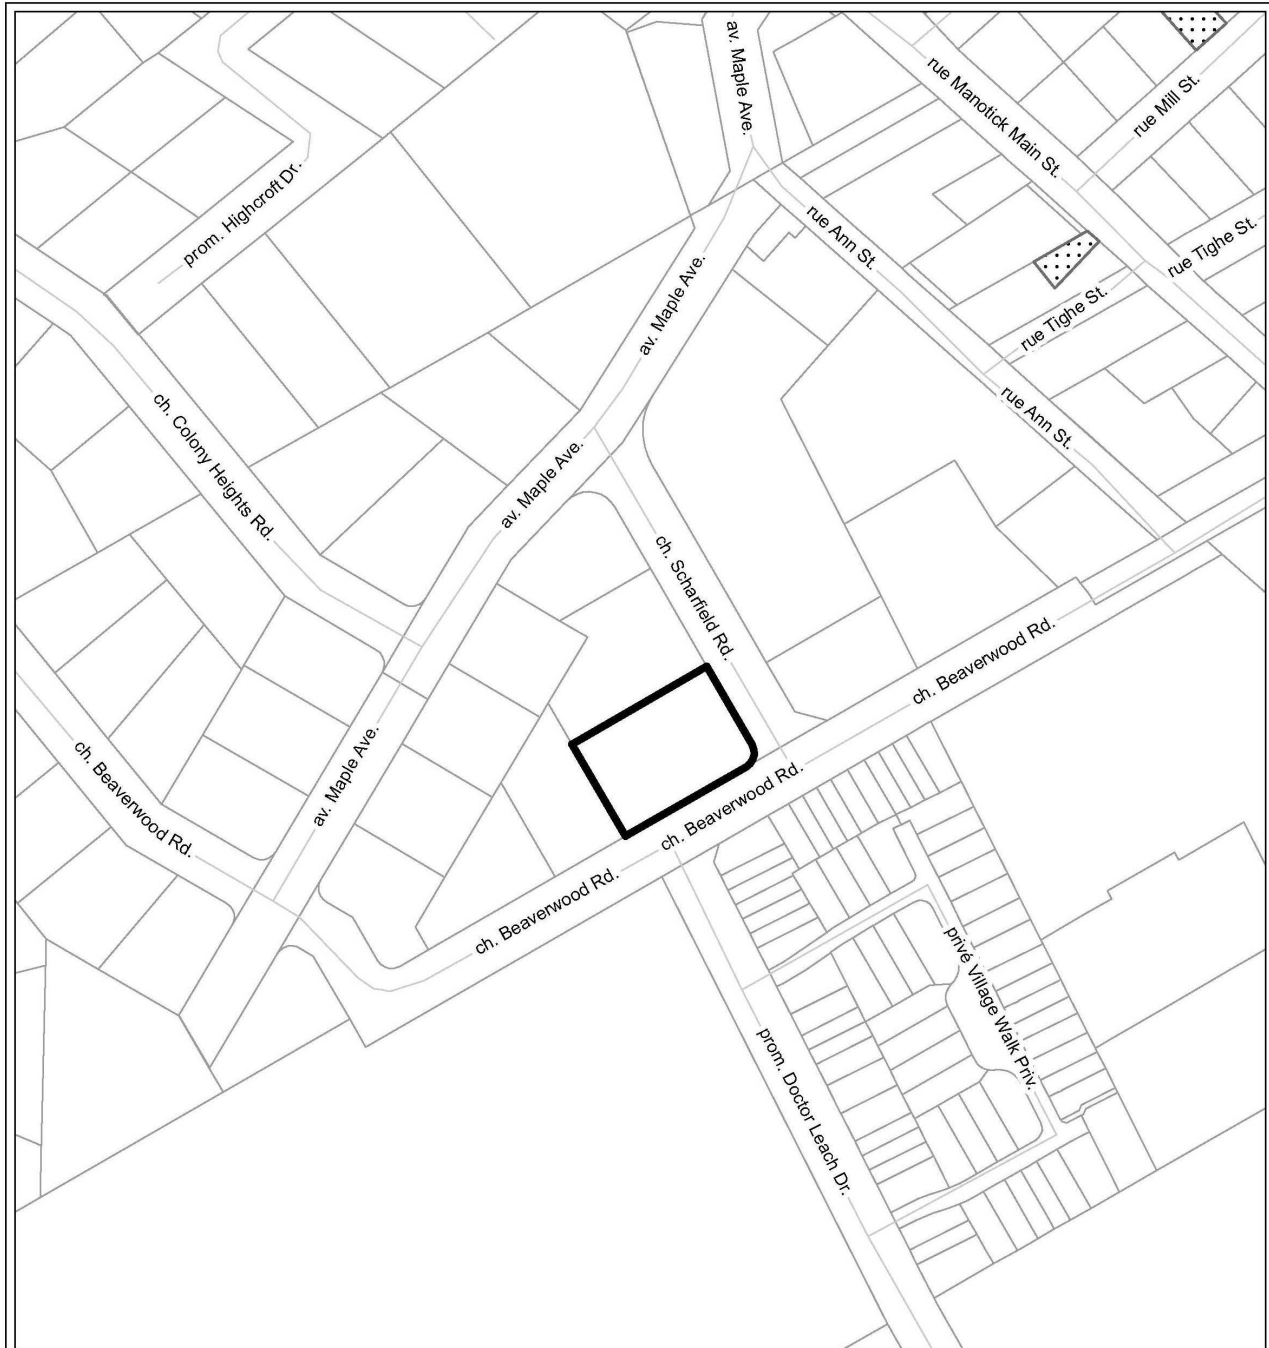 av. Maple Ave.
rue Manotick Main St.
rue Mill St.
prom. Highcroft Dr.
rue Ann St.
rue Tighe St.
av. Maple Ave.
rue Tighe St.
ch. Colony Heights Rd.
rue Ann St.
av. Maple Ave.
ch. Scharfield Rd.
ch. Beaverwood Rd.
ch. Beaverwood Rd.
av. Maple Ave.
ch. Beaverwood Rd.
ch. Beaverwood Rd.
privé Village Walk Priv.
prom. Doctor Leach Dr.